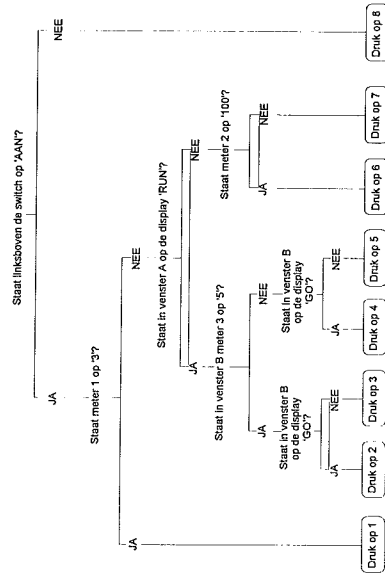 Staat linksboven de switch op 'AAN'?
JA
NEE
Staat meter 1 op '3'?
JA
NEE
Staat in venster A op de display 'RUN'?
JA
NEE
Staat in venster B meter 3 op '5'?
Staat meter 2 op '100'?
JA
NEE
JA
NEE
Staat in venster B
op de display
'GO'?
Staat in venster B
op de display
'GO'?
JA
NEE
JA
NEE
Druk op 1
Druk op 2
Druk op 3
Druk op 4
Druk op 5
Druk op 6
Druk op 7
Druk op 8